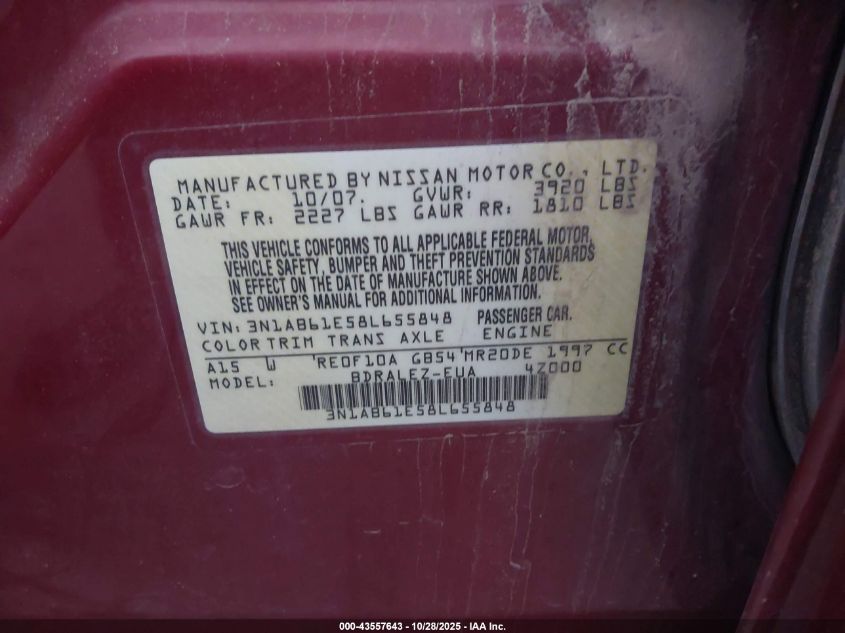 MANUFACTURED BY NISSAN MOTOR CO., LTD.
DATE: 10/07. GVWR: 3920 LBS
GAWR FR: 2227 LBS GAWR RR: 1810 LBS
THIS VEHICLE CONFORMS TO ALL APPLICABLE FEDERAL MOTOR
VEHICLE SAFETY, BUMPER AND THEFT PREVENTION STANDARDS
IN EFFECT ON THE DATE OF MANUFACTURE SHOWN ABOVE.
SEE OWNER'S MANUAL FOR ADDITIONAL INFORMATION.
VIN: 3N1AB61E58L655848 PASSENGER CAR.
COLOR TRIM TRANS AXLE ENGINE
A15 W RE0F10A GB54 MR20DE 1997 CC
MODEL: BDRALEZ-EUA 4Z000
3N1AB61E58L655848
000-43557643 - 10/28/2025 - IAA Inc.